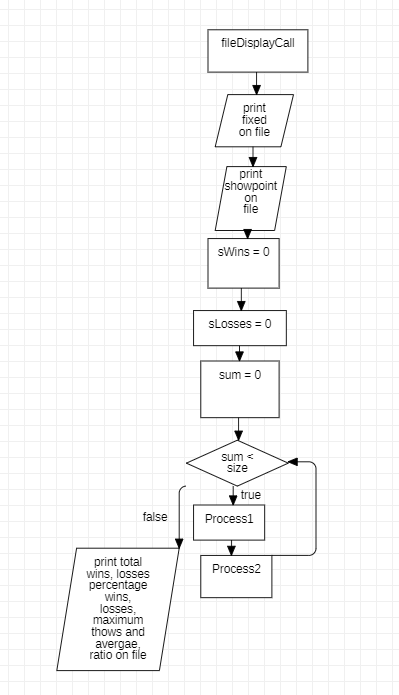 fileDisplayCall
print
fixed
on file
print
showpoint
on
file
sWins = 0
sLosses = 0
sum = 0
sum <
size
true
false
Process1
Process2
print total
wins, losses
percentage
wins,
losses,
maximum
thows and
avergae,
ratio on file